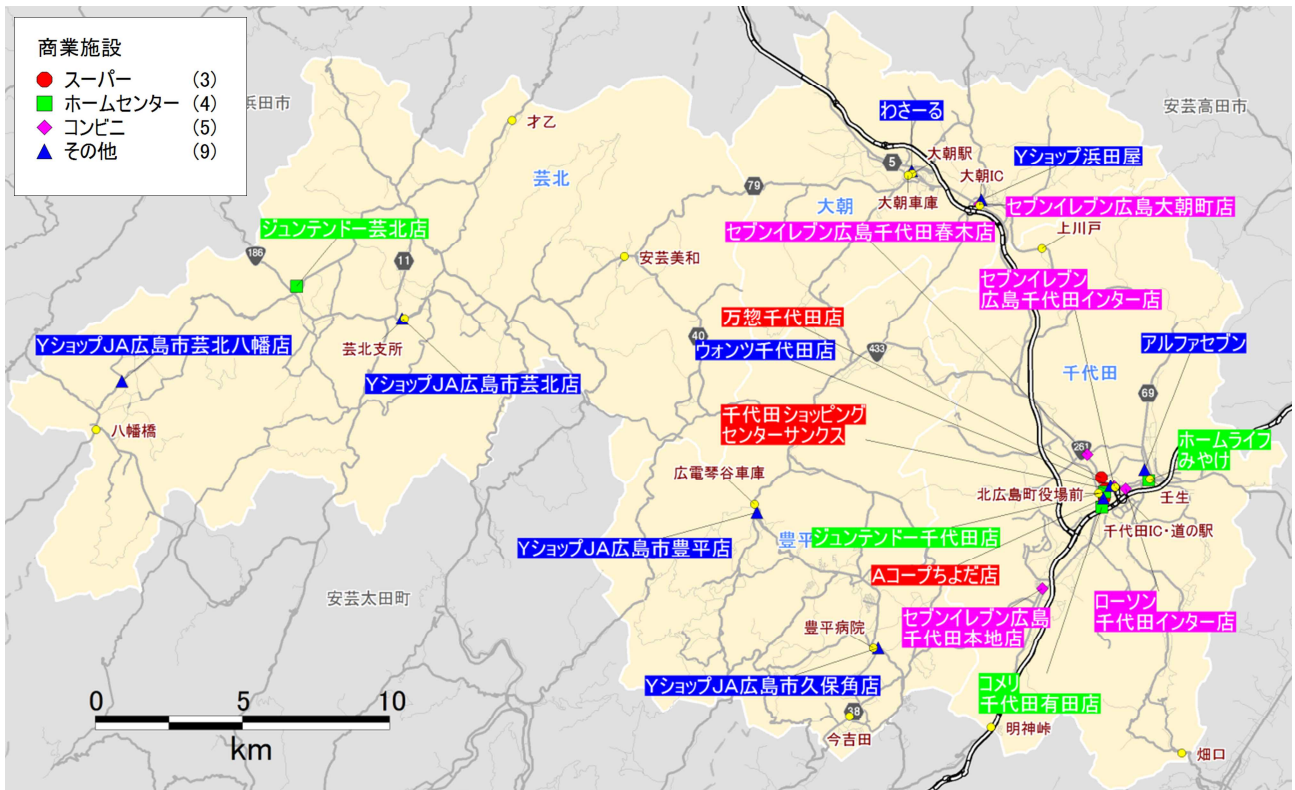 商業施設
スーパー (3)
ホームセンター (4)
コンビニ (5)
その他 (9)
浜田市
安芸高田市
才乙
芸北
わさーる
5
大朝駅
大朝IC
Yショップ浜田屋
79
大朝車庫
大朝
セブンイレブン広島大朝町店
ジュンテンドー芸北店
セブンイレブン広島千代田春木店
上川戸
186
11
安芸美和
セブンイレブン
広島千代田インター店
万惣千代田店
40
433
ウォンツ千代田店
アルファセブン
YショップJA広島市芸北八幡店
芸北支所
YショップJA広島市芸北店
千代田
69
千代田ショッピング
センターサンクス
八幡橋
261
ホームライフ
みやけ
広電琴谷車庫
北広島町役場前
壬生
千代田IC・道の駅
YショップJA広島市豊平店
豊平
ジュンテンドー千代田店
Aコープちよだ店
安芸太田町
ローソン
千代田インター店
セブンイレブン広島
千代田本地店
豊平病院
YショップJA広島市久保角店
コメリ
千代田有田店
38
今吉田
明神峠
畑口
0 5 10
km